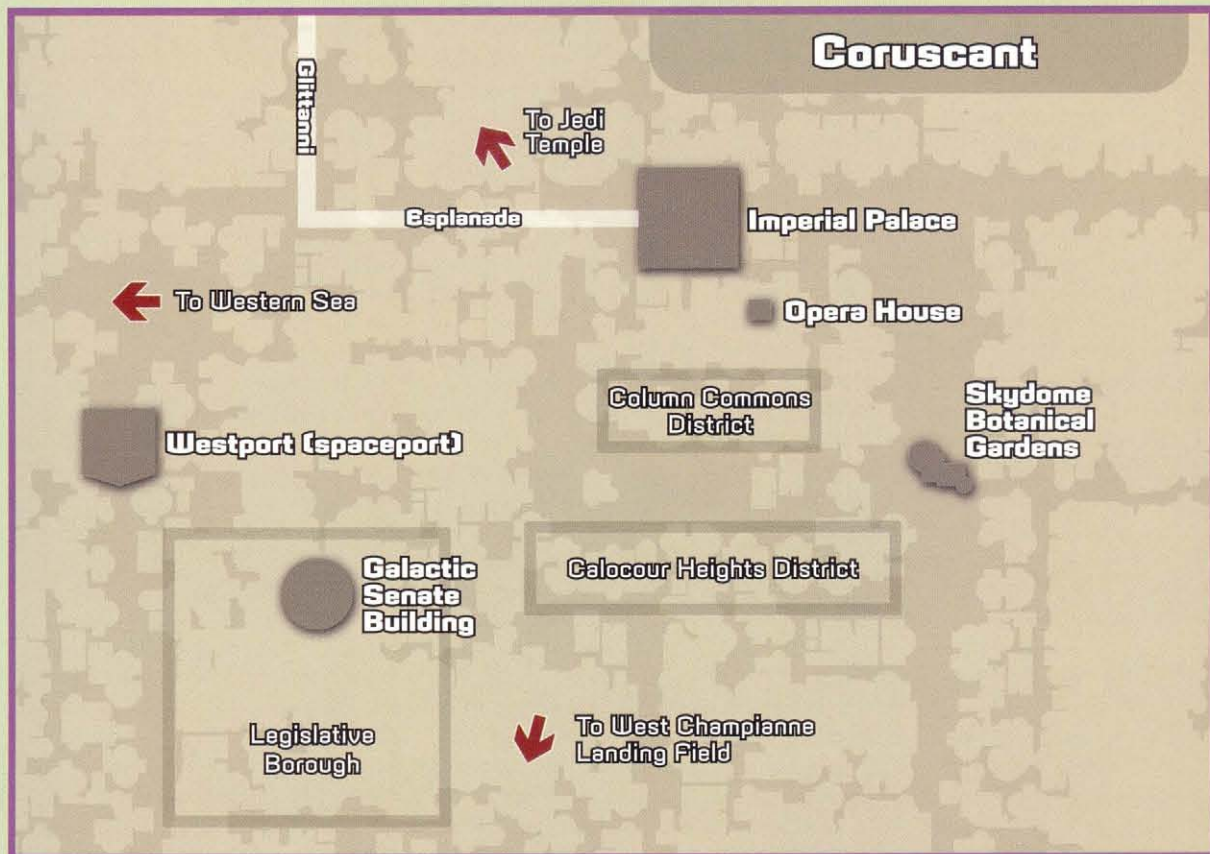 Coruscant
Glittanni
To Jedi
Temple
Esplanade
Imperial Palace
To Western Sea
Opera House
Column Commons
District
Skydome
Botanical
Gardens
Westport (spaceport)
Galactic
Senate
Building
Calocour Heights District
Legislative
Borough
To West Champianne
Landing Field